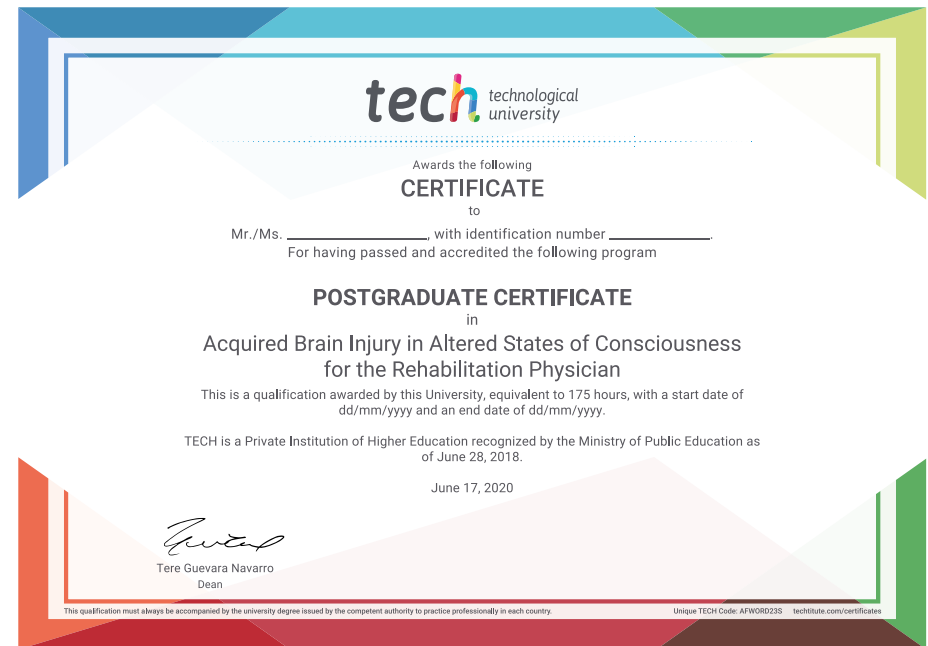 tech technological
university
Awards the following
CERTIFICATE
to
Mr./Ms. ____________________, with identification number ______________.
For having passed and accredited the following program
POSTGRADUATE CERTIFICATE
in
Acquired Brain Injury in Altered States of Consciousness
for the Rehabilitation Physician
This is a qualification awarded by this University, equivalent to 175 hours, with a start date of
dd/mm/yyyy and an end date of dd/mm/yyyy.
TECH is a Private Institution of Higher Education recognized by the Ministry of Public Education as
of June 28, 2018.
June 17, 2020
Tere Guevara Navarro
Dean
This qualification must always be accompanied by the university degree issued by the competent authority to practice professionally in each country.
Unique TECH Code: AFWORD23S techtitute.com/certificates